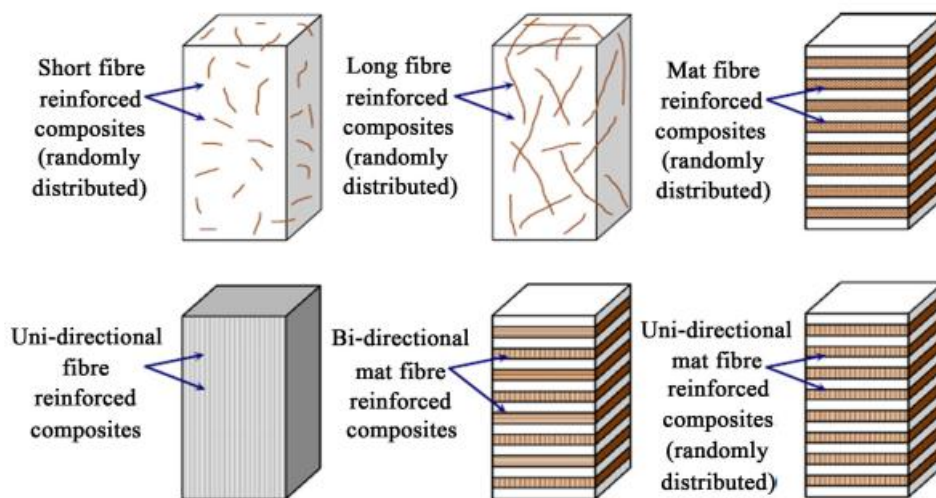 Short fibre
reinforced
composites
(randomly
distributed)
Long fibre
reinforced
composites
(randomly
distributed)
Mat fibre
reinforced
composites
(randomly
distributed)
Uni-directional
fibre
reinforced
composites
Bi-directional
mat fibre
reinforced
composites
Uni-directional
mat fibre
reinforced
composites
(randomly
distributed)